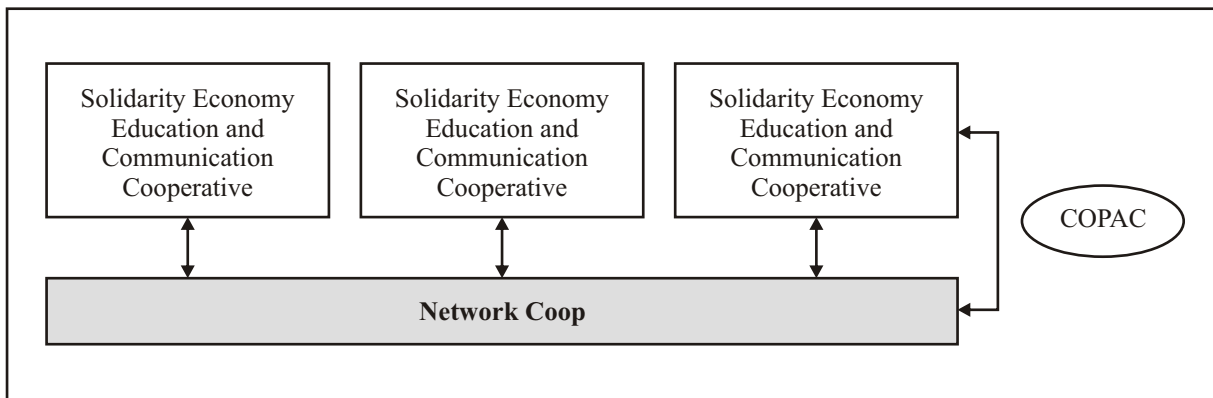 Solidarity Economy
Education and
Communication
Cooperative
Solidarity Economy
Education and
Communication
Cooperative
Solidarity Economy
Education and
Communication
Cooperative
COPAC
Network Coop